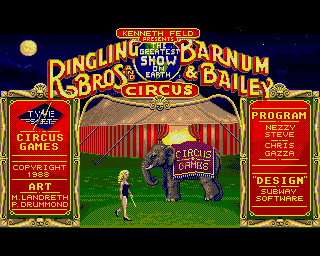 KENNETH FELD
PRESENTS
RINGLING BROS. AND BARNUM & BAILEY
THE GREATEST SHOW ON EARTH
CIRCUS
TYNE
SOFT
CIRCUS
GAMES
COPYRIGHT
1988
ART
M.LANDRETH
P.DRUMMOND
CIRCUS
GAMES
PROGRAM
NEZZY
STEVE
CHRIS
GAZZA
"DESIGN"
SUBWAY
SOFTWARE